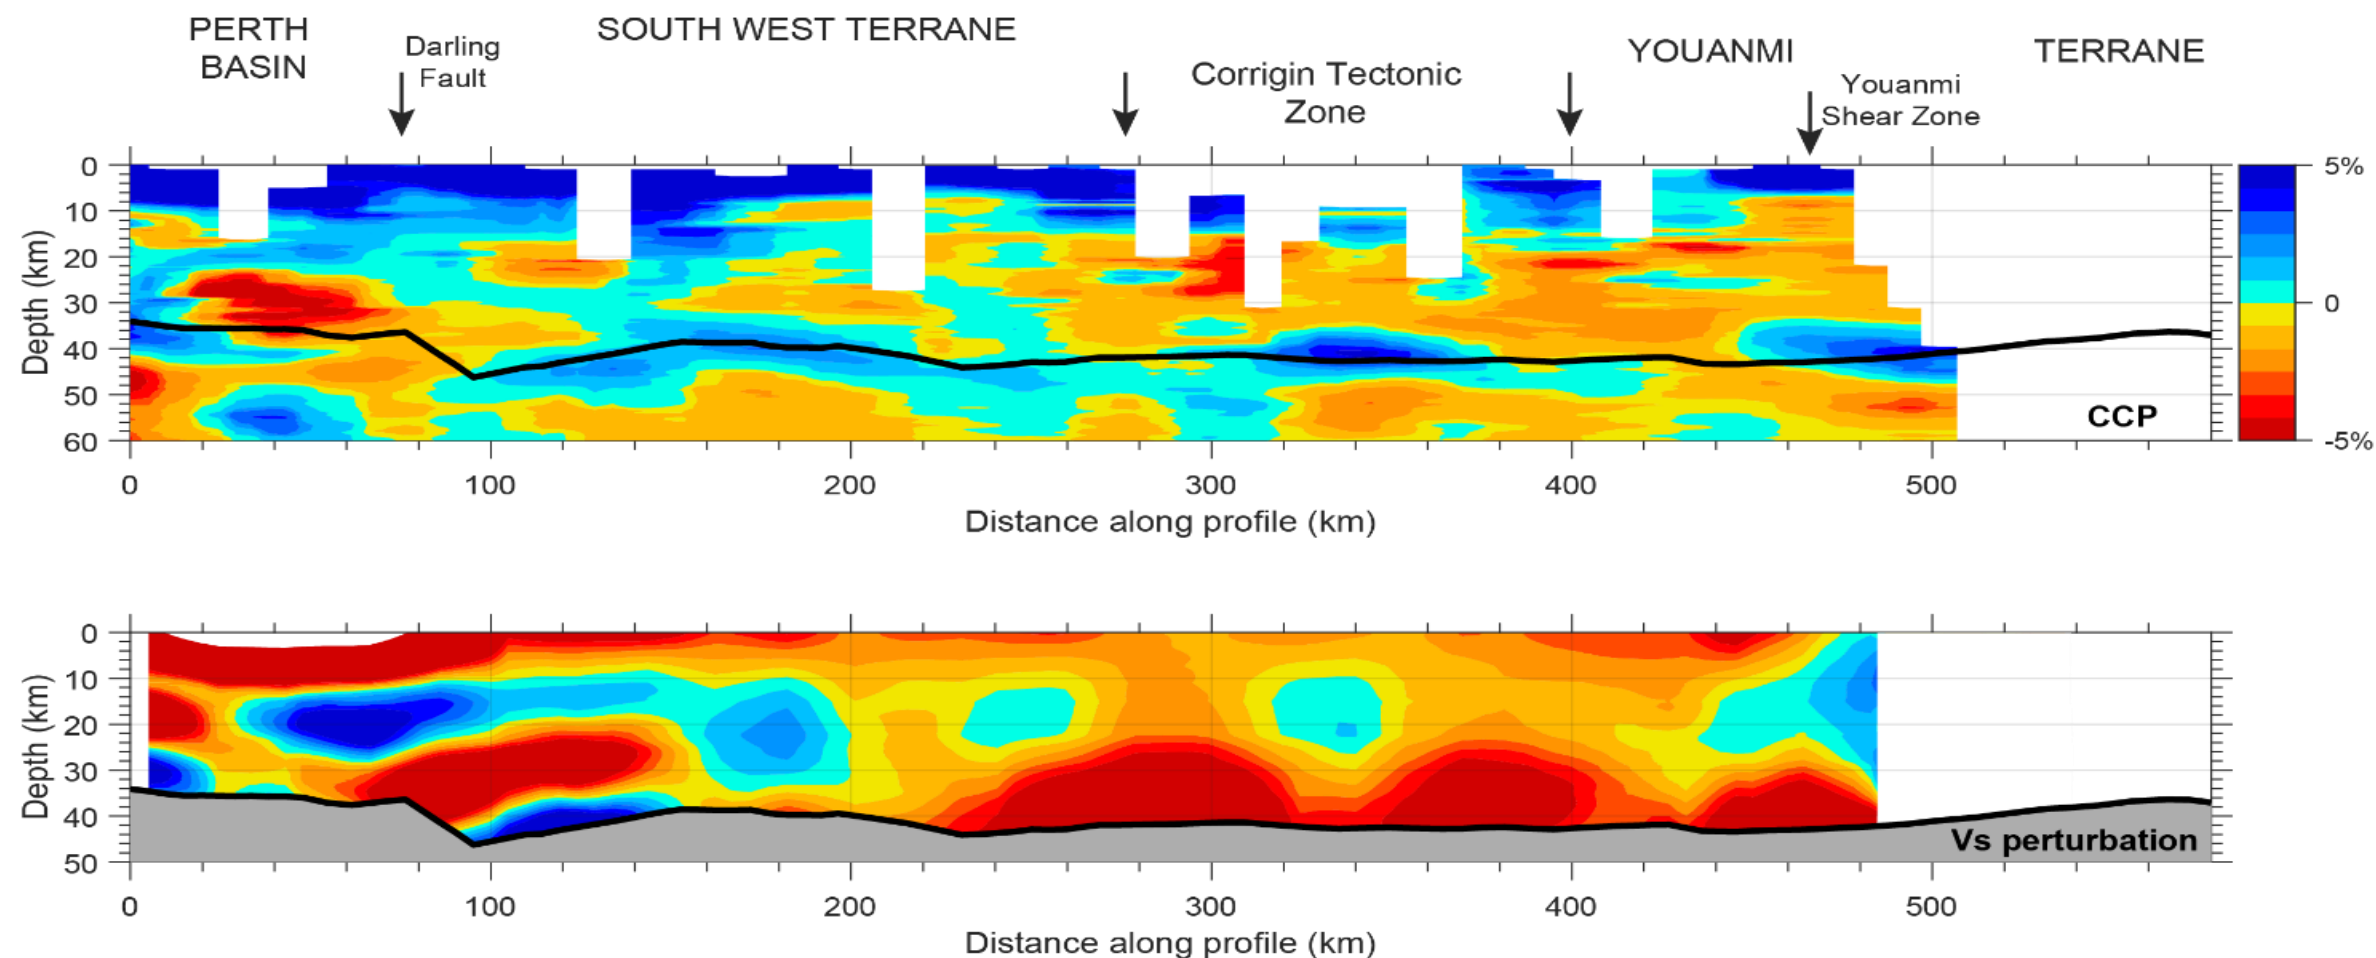 PERTH
BASIN
Darling
Fault
SOUTH WEST TERRANE
Corrigin Tectonic
Zone
YOUANMI
Youanmi
Shear Zone
TERRANE
0
10
20
30
40
50
60
Depth (km)
CCP
5%
0
-5%
0 100 200 300 400 500
Distance along profile (km)
0
10
20
30
40
50
Depth (km)
Vs perturbation
0 100 200 300 400 500
Distance along profile (km)